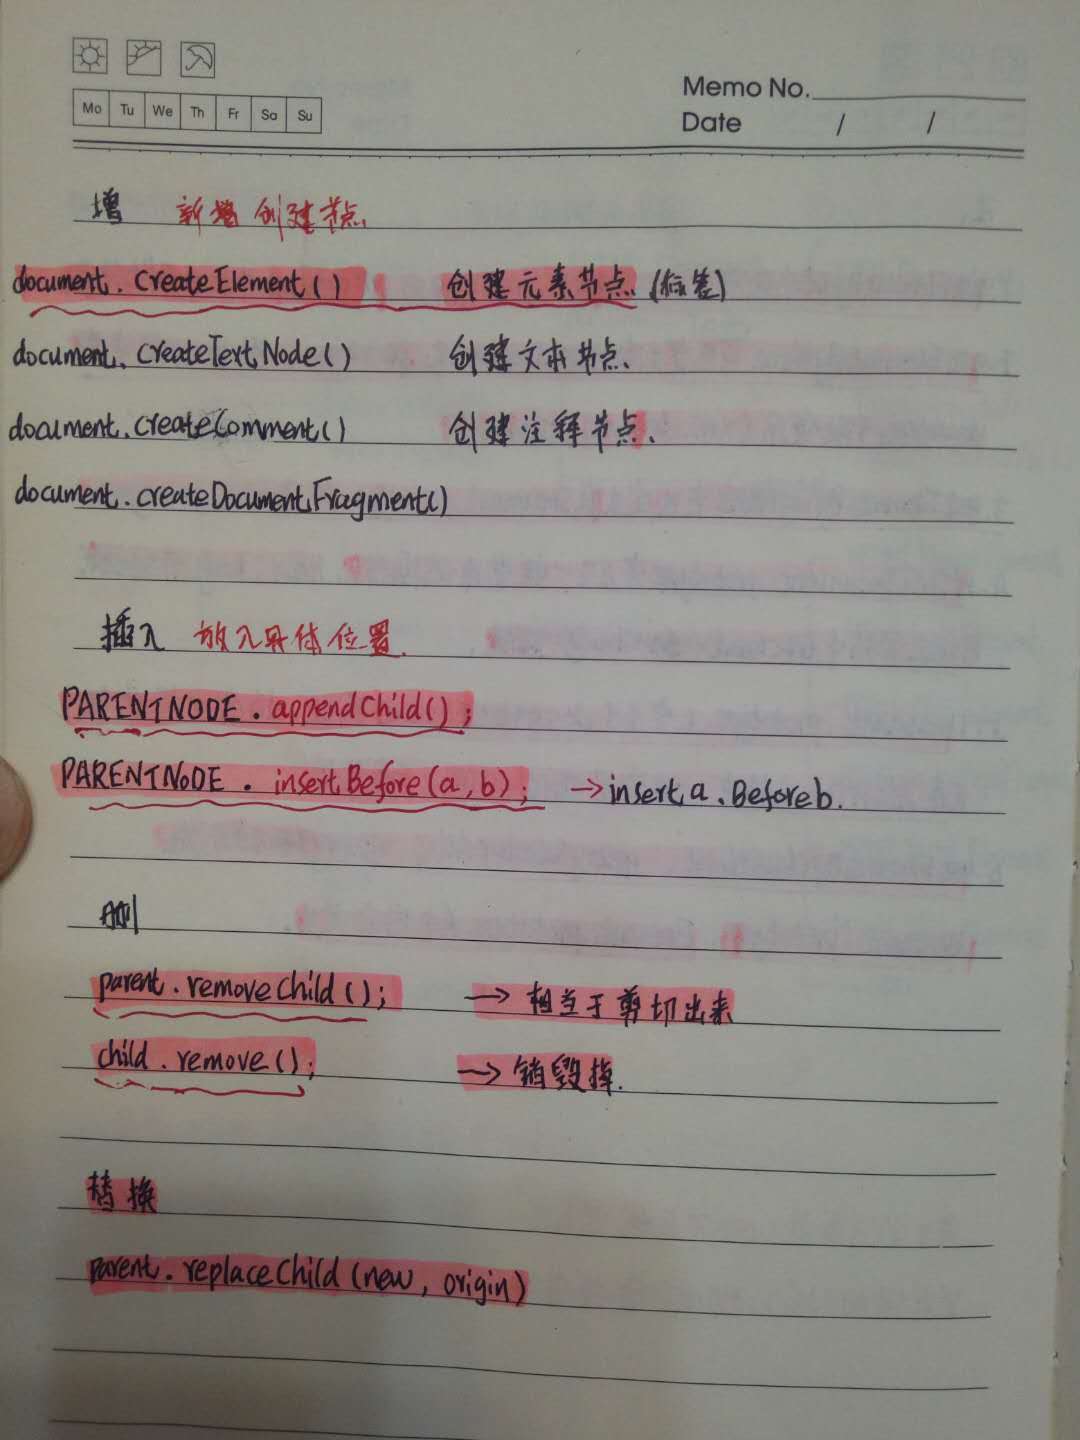 Mo Tu We Th Fr Sa Su
Memo No.
Date / /
增 新增创建节点
document.createElement() 创建元素节点(标签)
document.createTextNode() 创建文本节点、
document.createComment() 创建注释节点、
document.createDocumentFragment()
插入 放入具体位置.
PARENTNODE.appendChild();
PARENTNODE.insertBefore(a,b); →insert a.Before b.
删
parent.removeChild(); → 相当于剪切出来
child.remove(); → 销毁掉.
替换
parent.replaceChild(new, origin)